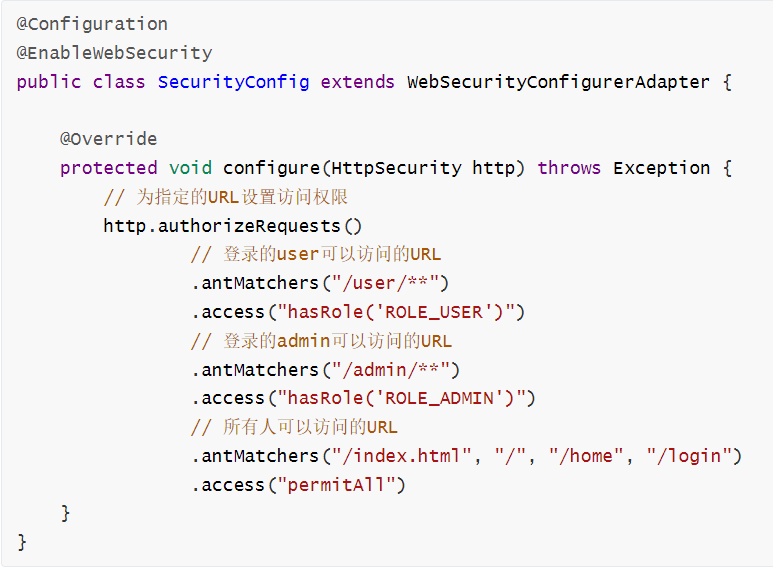 @Configuration
@EnableWebSecurity
public class SecurityConfig extends WebSecurityConfigurerAdapter {
@Override
protected void configure(HttpSecurity http) throws Exception {
// 为指定的URL设置访问权限
http.authorizeRequests()
// 登录的user可以访问的URL
.antMatchers("/user/**")
.access("hasRole('ROLE_USER')")
// 登录的admin可以访问的URL
.antMatchers("/admin/**")
.access("hasRole('ROLE_ADMIN')")
// 所有人可以访问的URL
.antMatchers("/index.html", "/", "/home", "/login")
.access("permitAll")
}
}